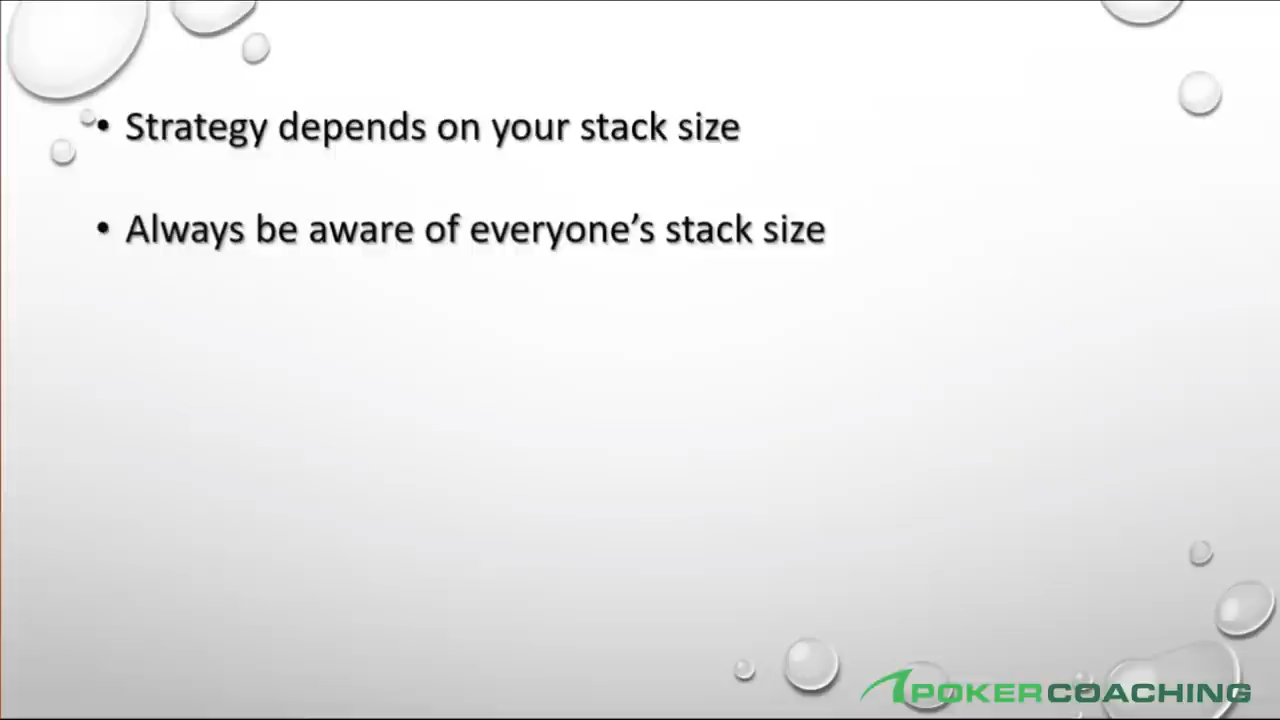 • Strategy depends on your stack size
• Always be aware of everyone’s stack size
POKERCOACHING